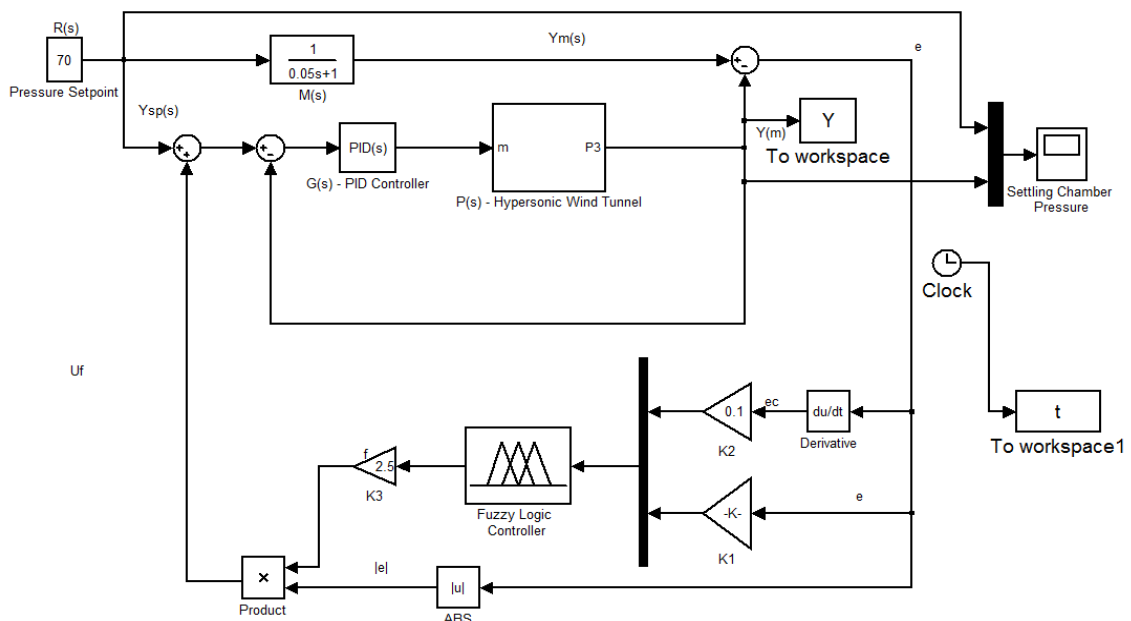 R(s)
70
Pressure Setpoint
1
0.05s+1
M(s)
Ym(s)
+
-
e
Ysp(s)
+
+
+
-
PID(s)
G(s) - PID Controller
m
P3
P(s) - Hypersonic Wind Tunnel
Y(m)
Y
To workspace
Settling Chamber
Pressure
Clock
t
To workspace1
Uf
0.1
K2
ec
du/dt
Derivative
f
2.5
K3
Fuzzy Logic
Controller
-K-
K1
e
×
Product
|e|
|u|
ABS